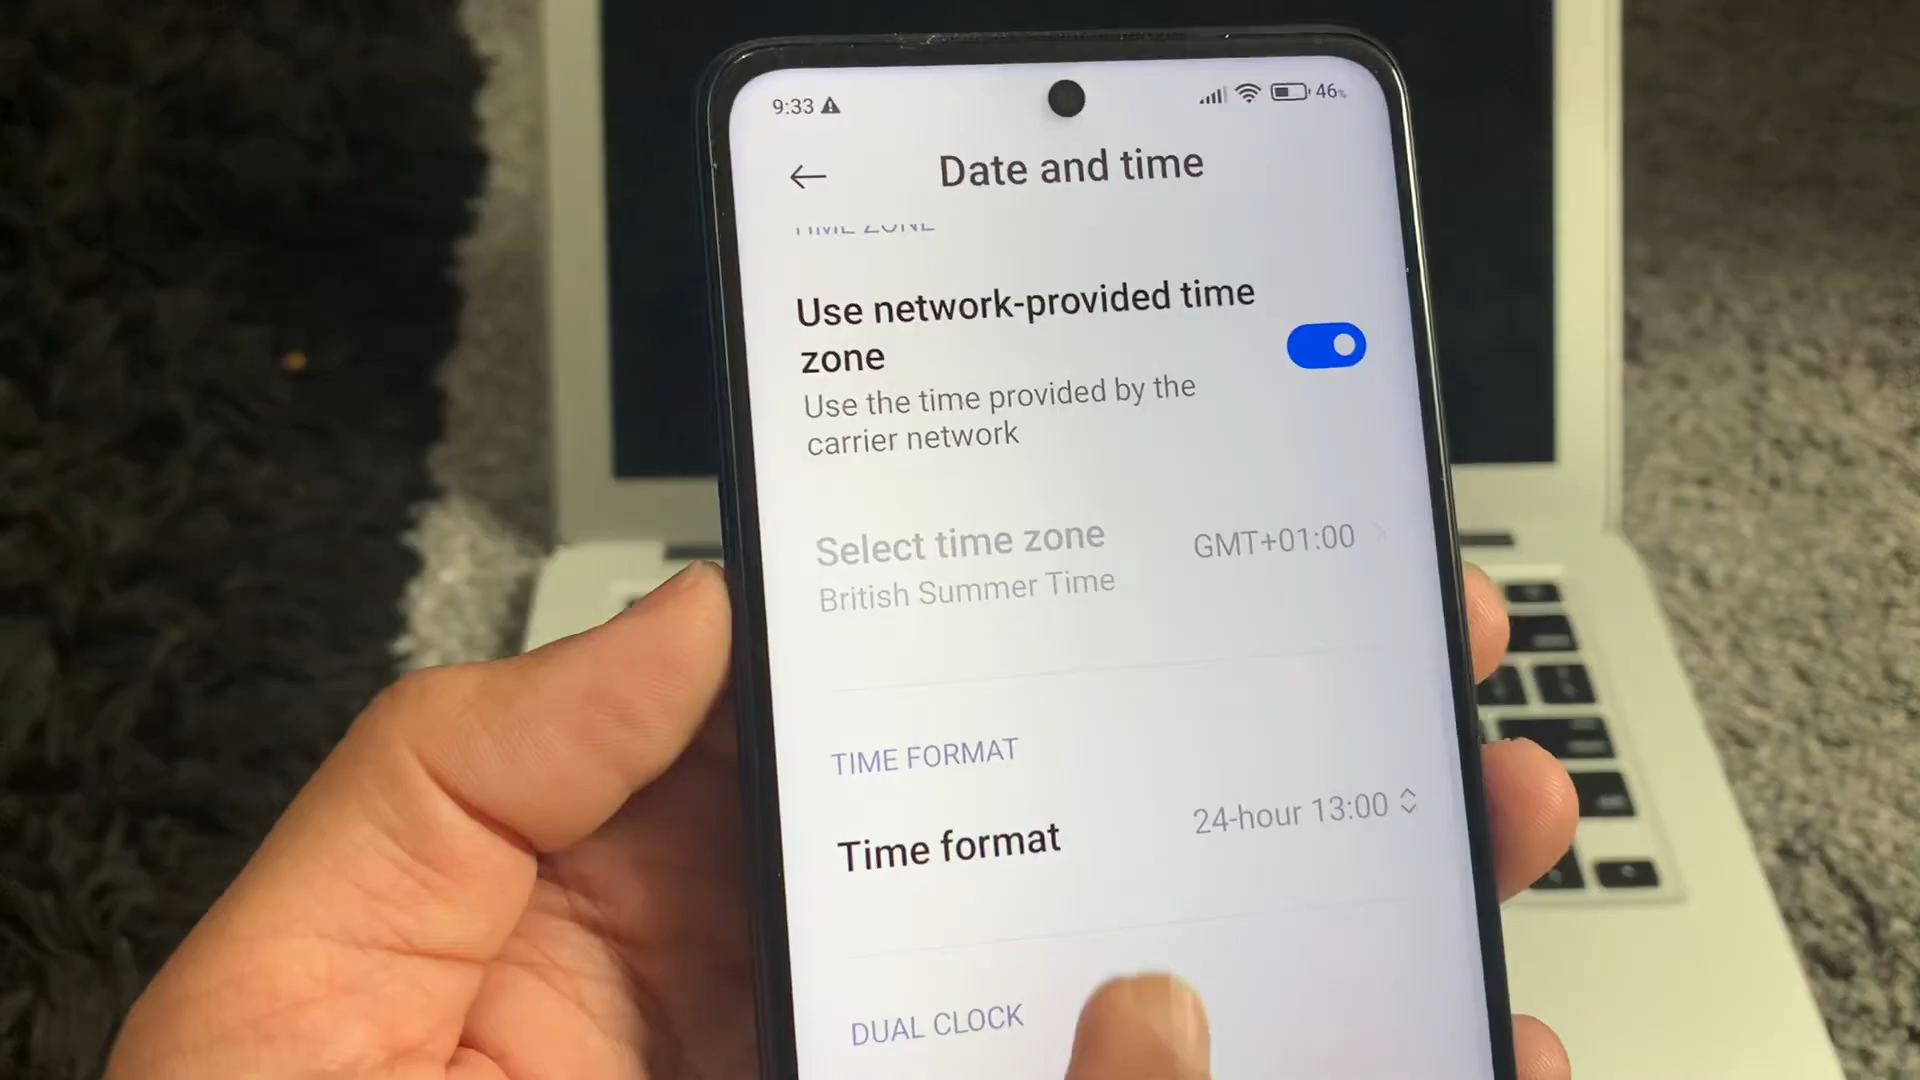 9:33 46%
Date and time
TIME ZONE
Use network-provided time
zone
Use the time provided by the
carrier network
Select time zone GMT+01:00
British Summer Time
TIME FORMAT
Time format 24-hour 13:00
DUAL CLOCK